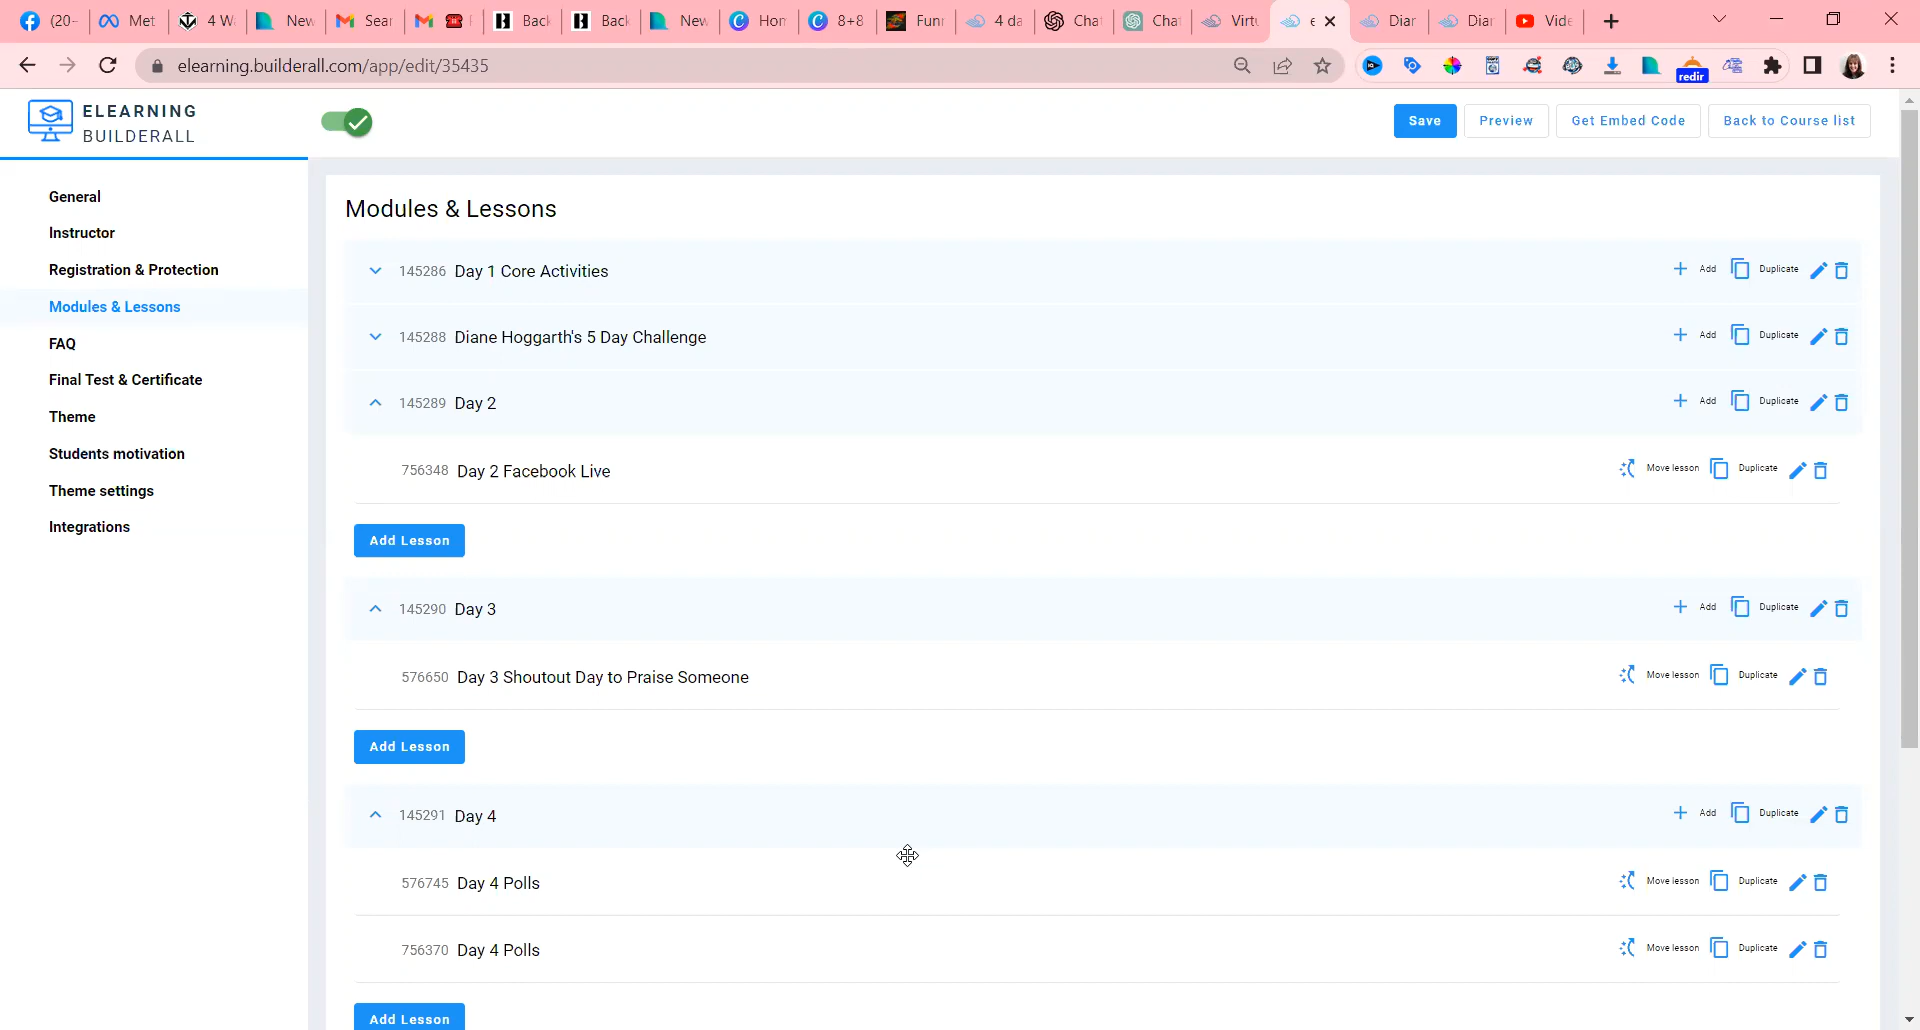 (20-
Met
4 W
New
Sear
Back
Back
New
Hom
8+8
Funn
4 da
Chat
Chat
Virtu
e
Dian
Dian
Vide
elearning.builderall.com/app/edit/35435
redir
ELEARNING
BUILDERALL
Save
Preview
Get Embed Code
Back to Course list
General
Instructor
Registration & Protection
Modules & Lessons
FAQ
Final Test & Certificate
Theme
Students motivation
Theme settings
Integrations
Modules & Lessons
145286 Day 1 Core Activities
Add Duplicate
145288 Diane Hoggarth's 5 Day Challenge
Add Duplicate
145289 Day 2
Add Duplicate
756348 Day 2 Facebook Live
Move lesson Duplicate
Add Lesson
145290 Day 3
Add Duplicate
576650 Day 3 Shoutout Day to Praise Someone
Move lesson Duplicate
Add Lesson
145291 Day 4
Add Duplicate
576745 Day 4 Polls
Move lesson Duplicate
756370 Day 4 Polls
Move lesson Duplicate
Add Lesson